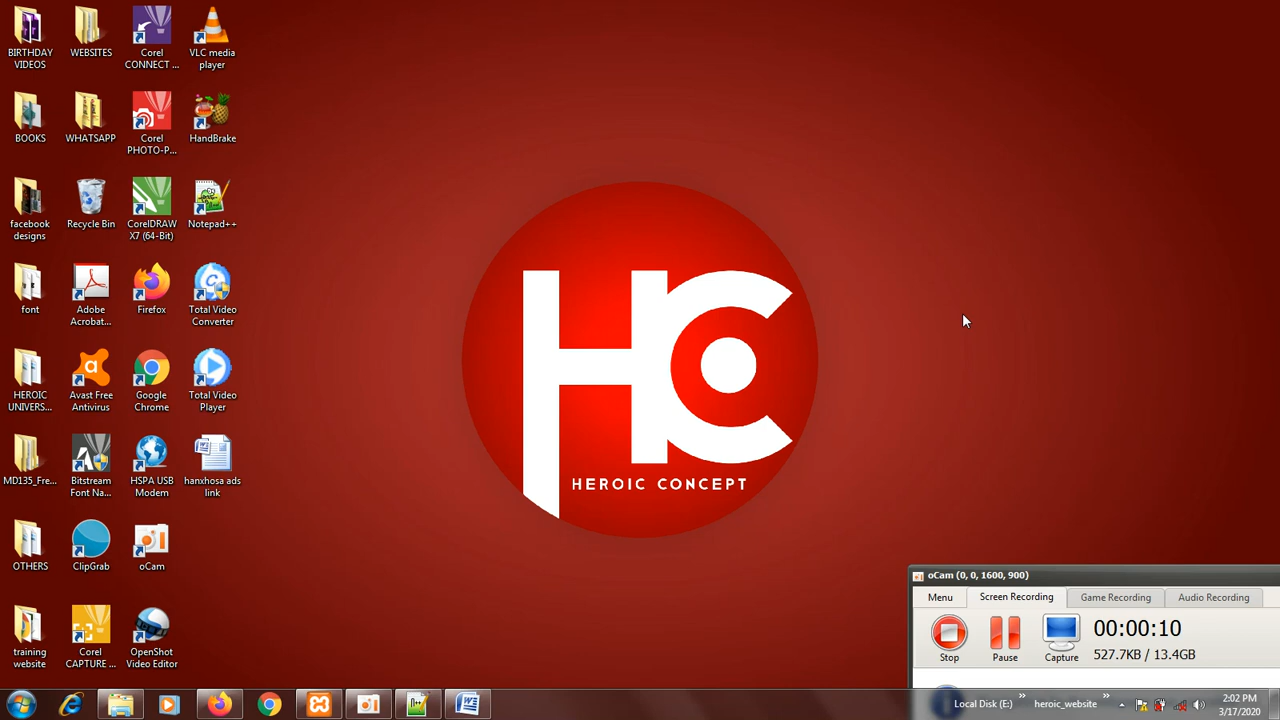 BIRTHDAY
VIDEOS
WEBSITES
Corel
CONNECT ...
VLC media
player
BOOKS
WHATSAPP
Corel
PHOTO-P...
HandBrake
facebook
designs
Recycle Bin
CorelDRAW
X7 (64-Bit)
Notepad++
font
Adobe
Acrobat...
Firefox
Total Video
Converter
HEROIC
UNIVERS...
Avast Free
Antivirus
Google
Chrome
Total Video
Player
MD135_Fre...
Bitstream
Font Na...
HSPA USB
Modem
hanxhosa ads
link
OTHERS
ClipGrab
oCam
training
website
Corel
CAPTURE ...
OpenShot
Video Editor
HC
HEROIC CONCEPT
oCam (0, 0, 1600, 900)
Menu
Screen Recording
Game Recording
Audio Recording
Stop
Pause
Capture
00:00:10
527.7KB / 13.4GB
Local Disk (E:)
heroic_website
2:02 PM
3/17/2020